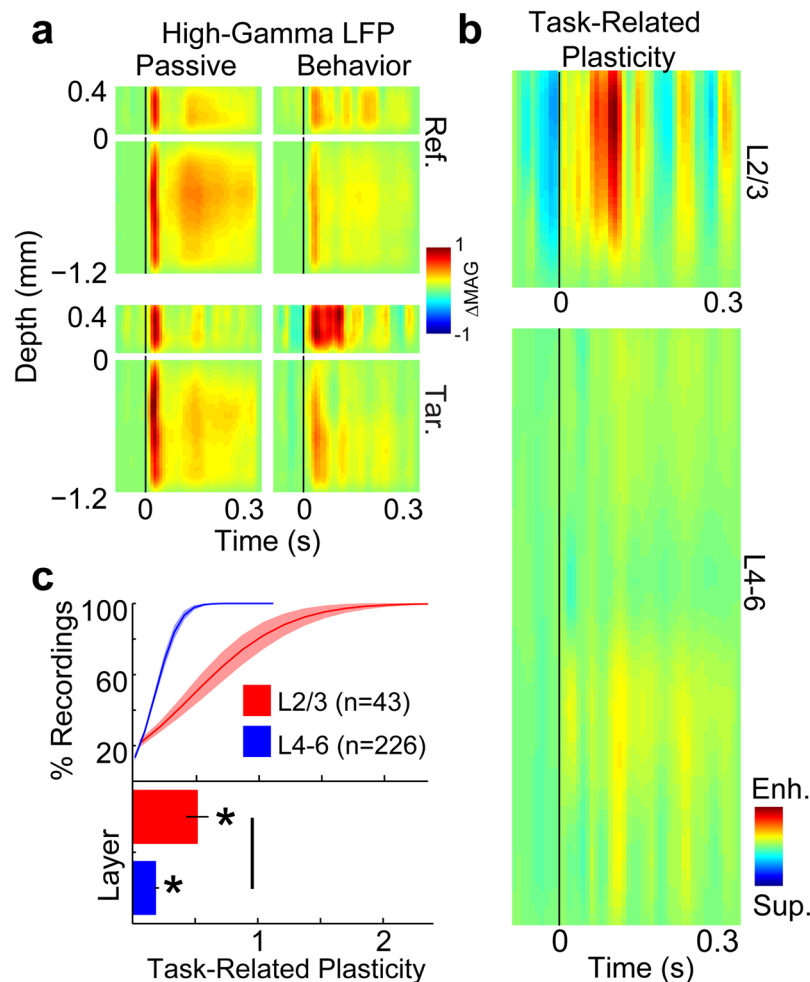 a
High-Gamma LFP
Passive
Behavior
0.4
0
−1.2
Ref.
0.4
0
−1.2
Tar.
Depth (mm)
1
-1
ΔMAG
0
0.3
0
0.3
Time (s)
b
Task-Related
Plasticity
L2/3
0
0.3
L4-6
Enh.
Sup.
0
0.3
Time (s)
c
100
60
20
% Recordings
L2/3 (n=43)
L4-6 (n=226)
Layer
*
*
1
2
Task-Related Plasticity